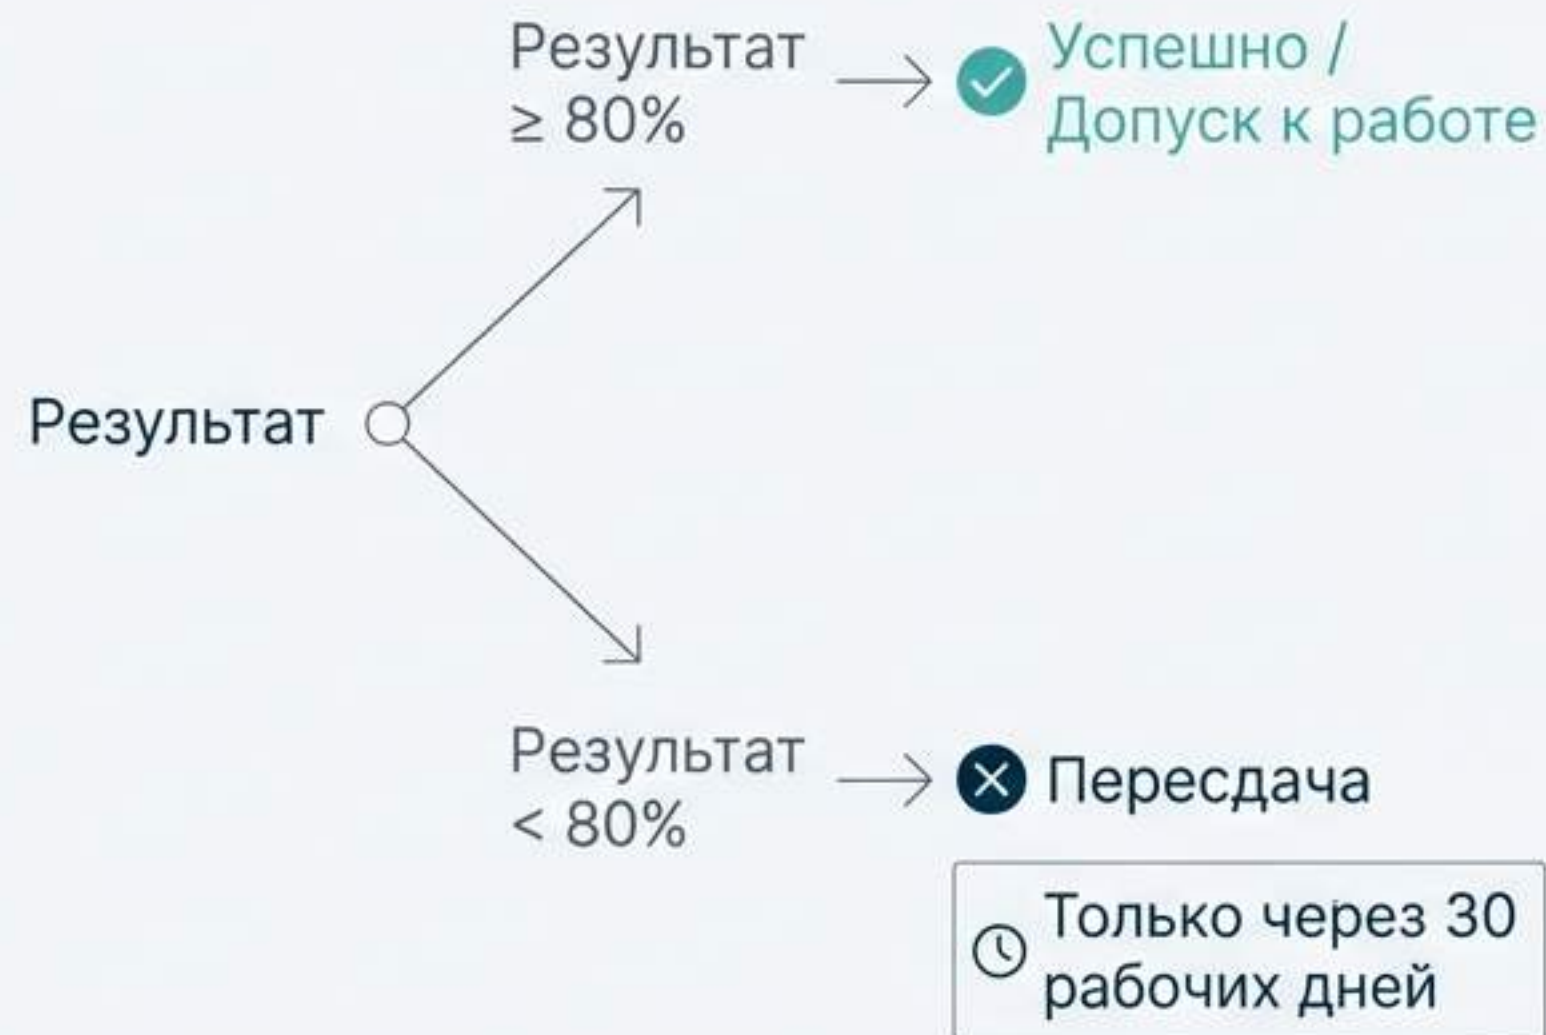 Результат
≥ 80%
Успешно /
Допуск к работе
Результат
Результат
< 80%
Пересдача
Только через 30
рабочих дней